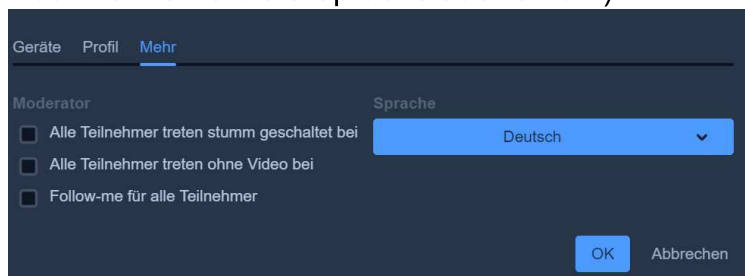 Geräte Profil Mehr
Moderator Sprache
Alle Teilnehmer treten stumm geschaltet bei Deutsch
Alle Teilnehmer treten ohne Video bei
Follow-me für alle Teilnehmer
OK Abbrechen